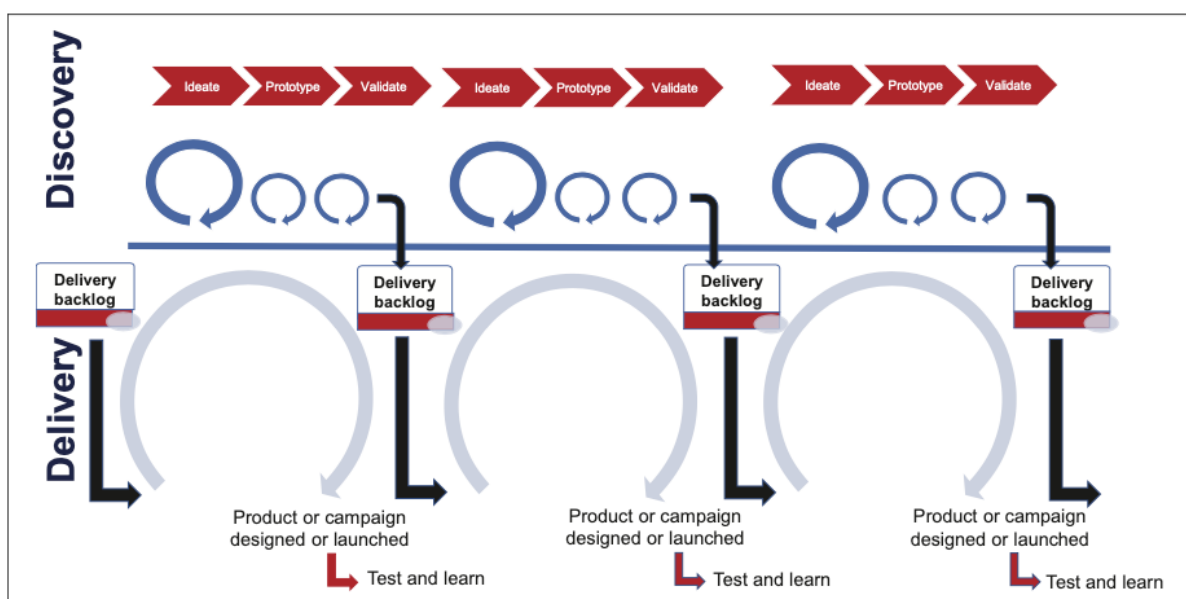 Discovery
Ideate
Prototype
Validate
Ideate
Prototype
Validate
Ideate
Prototype
Validate
Delivery
Delivery
backlog
Delivery
backlog
Delivery
backlog
Delivery
backlog
Product or campaign
designed or launched
Test and learn
Product or campaign
designed or launched
Test and learn
Product or campaign
designed or launched
Test and learn